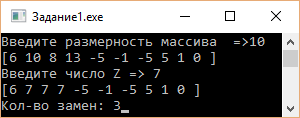 Задание1.exe
Введите размерность массива  =>10
[6 10 8 13 -5 -1 -5 5 1 0 ]
Введите число Z => 7
[6 7 7 7 -5 -1 -5 5 1 0 ]
Кол-во замен: 3